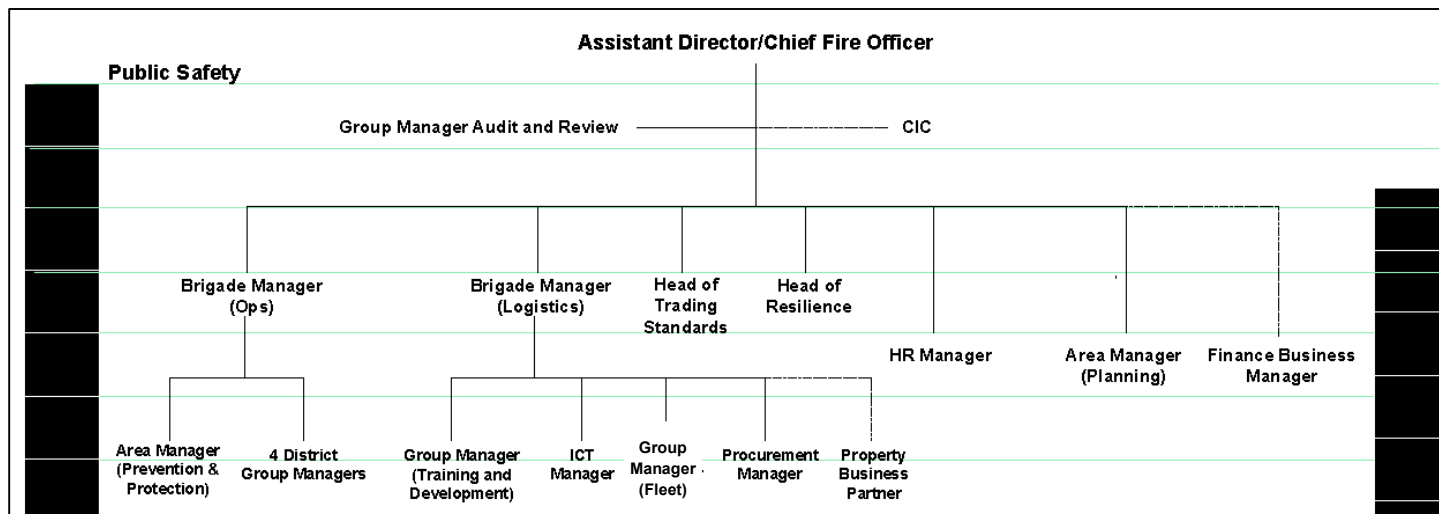 Assistant Director/Chief Fire Officer
Public Safety
Group Manager Audit and Review
CIC
Brigade Manager
(Ops)
Brigade Manager
(Logistics)
Head of
Trading
Standards
Head of
Resilience
HR Manager
Area Manager
(Planning)
Finance Business
Manager
Area Manager
(Prevention &
Protection)
4 District
Group Managers
Group Manager
(Training and
Development)
ICT
Manager
Group
Manager
(Fleet)
Procurement
Manager
Property
Business
Partner